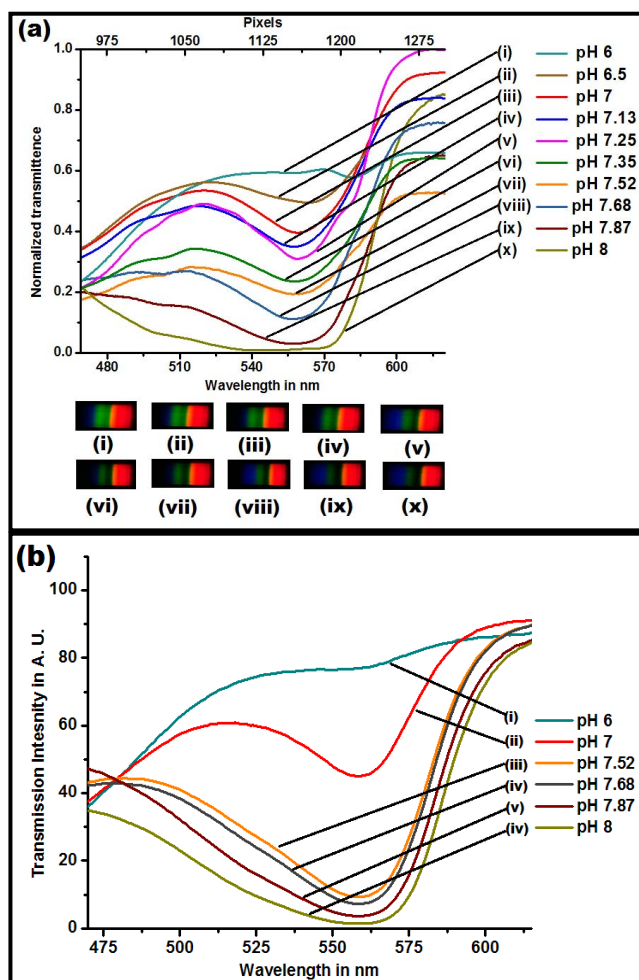 (a)
Pixels
975 1050 1125 1200 1275
Normalized transmittence
1.0
0.8
0.6
0.4
0.2
0.0
480 510 540 570 600
Wavelength in nm
(i) pH 6
(ii) pH 6.5
(iii) pH 7
(iv) pH 7.13
(v) pH 7.25
(vi) pH 7.35
(vii) pH 7.52
(viii) pH 7.68
(ix) pH 7.87
(x) pH 8
(i) (ii) (iii) (iv) (v)
(vi) (vii) (viii) (ix) (x)
(b)
Transmission Intesnity In A. U.
100
80
60
40
20
0
475 500 525 550 575 600
Wavelength in nm
(i) pH 6
(ii) pH 7
(iii) pH 7.52
(iv) pH 7.68
(v) pH 7.87
(iv) pH 8